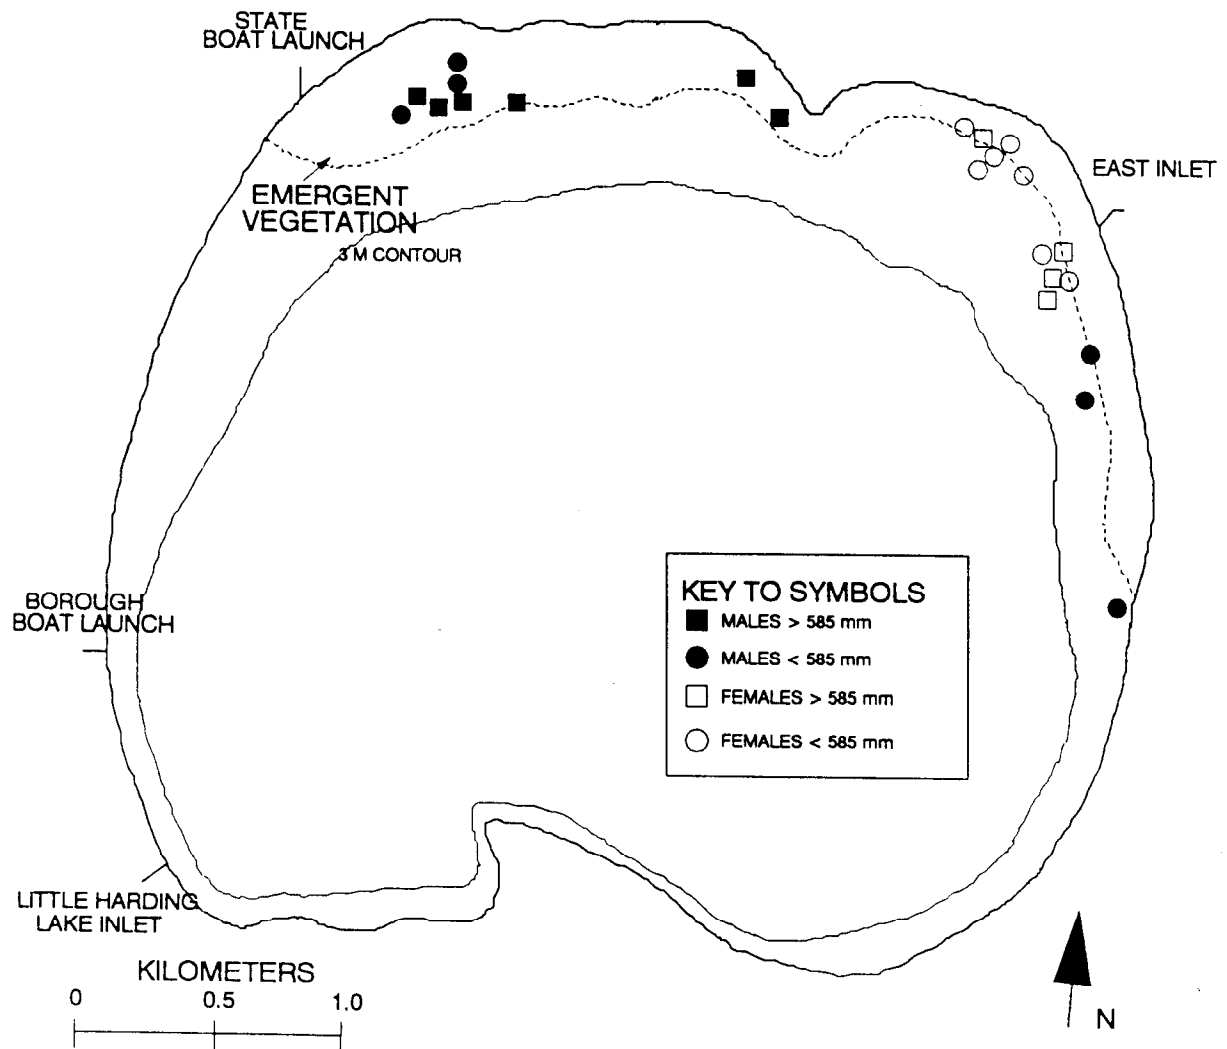 STATE
BOAT LAUNCH
EAST INLET
EMERGENT
VEGETATION
3 M CONTOUR
KEY TO SYMBOLS
MALES > 585 mm
MALES < 585 mm
FEMALES > 585 mm
FEMALES < 585 mm
BOROUGH
BOAT LAUNCH
LITTLE HARDING
LAKE INLET
KILOMETERS
0 0.5 1.0
N